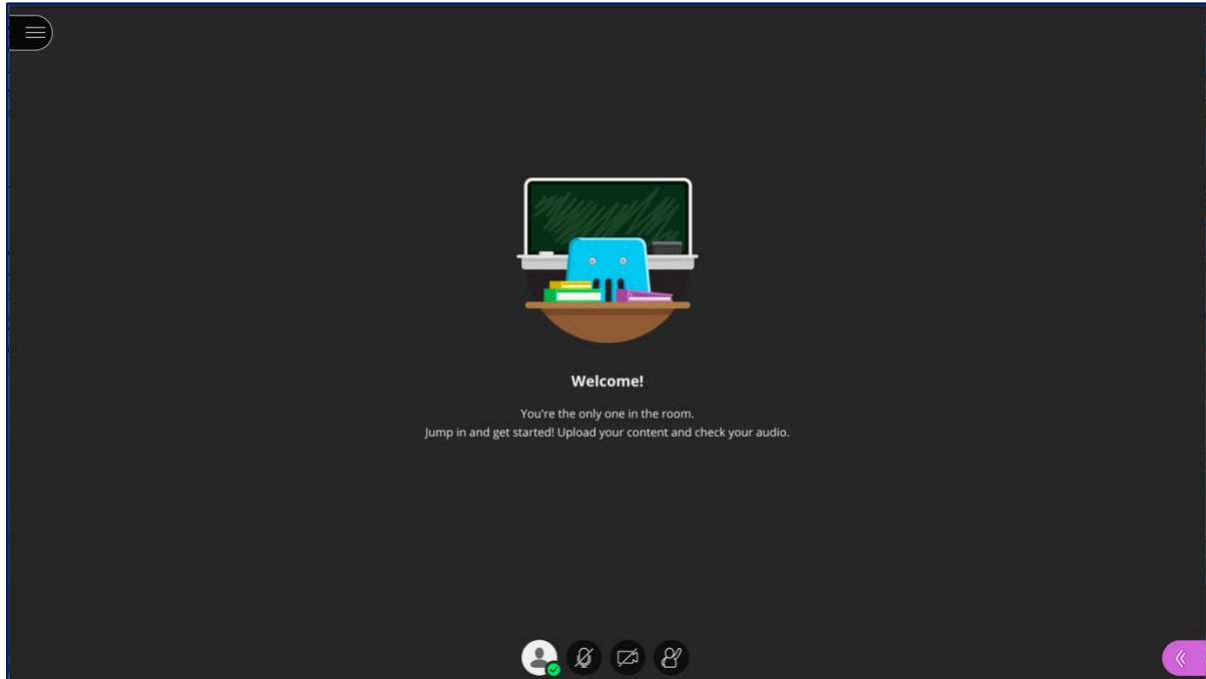 Welcome!
You're the only one in the room.
Jump in and get started! Upload your content and check your audio.